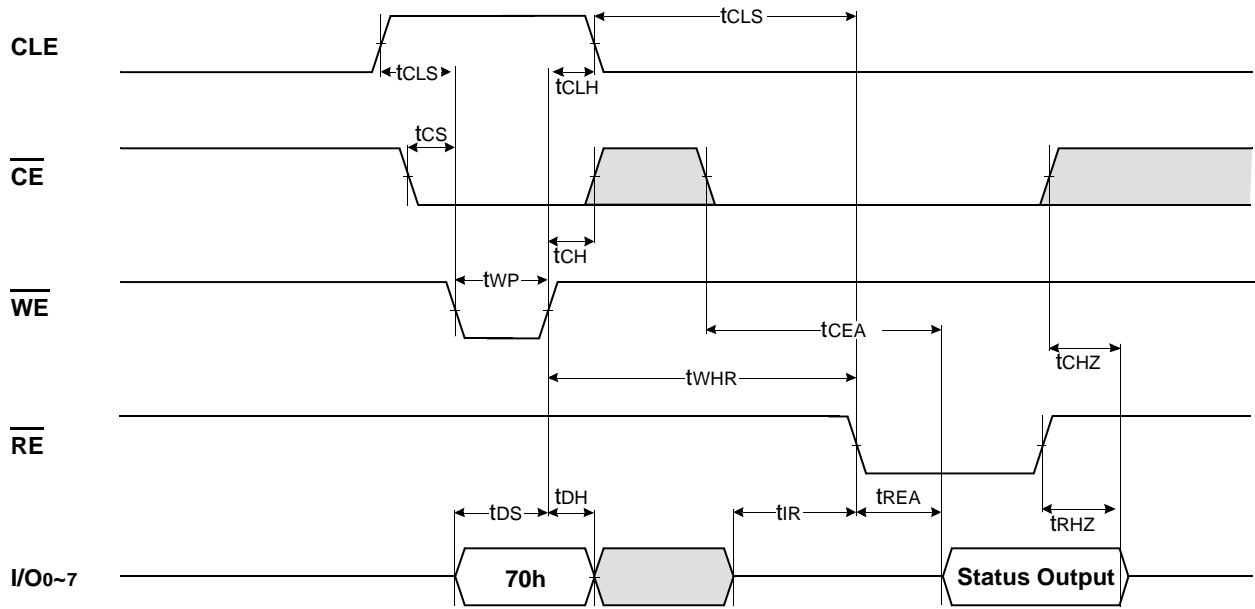 tCLS
CLE
tCLS
tCLH
tCS
CE
tCH
tWP
WE
tCEA
tCHZ
tWHR
RE
tDH
tREA
tDS
tIR
tRHZ
I/O0~7
70h
Status Output